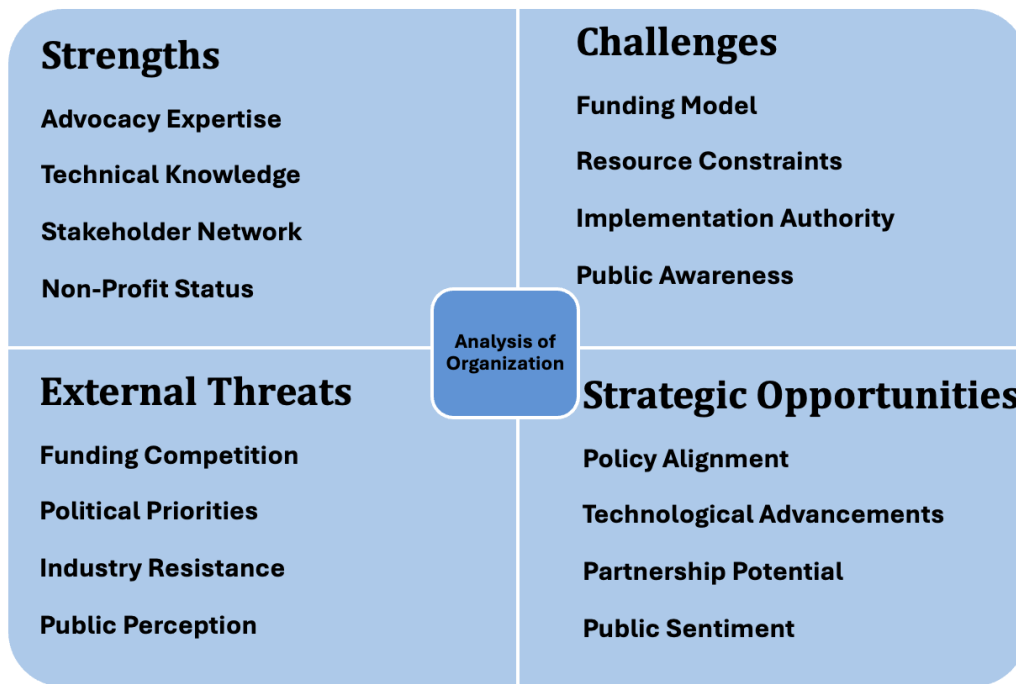 Strengths
Advocacy Expertise
Technical Knowledge
Stakeholder Network
Non-Profit Status
Challenges
Funding Model
Resource Constraints
Implementation Authority
Public Awareness
Analysis of
Organization
External Threats
Funding Competition
Political Priorities
Industry Resistance
Public Perception
Strategic Opportunities
Policy Alignment
Technological Advancements
Partnership Potential
Public Sentiment